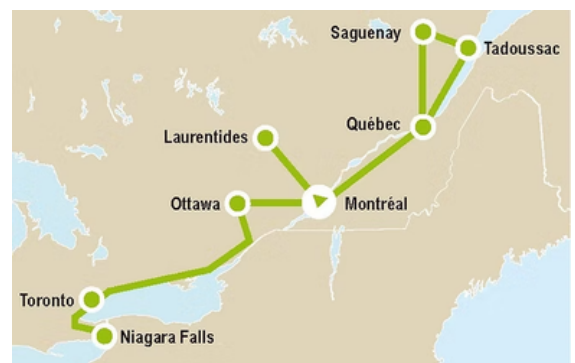 Saguenay
Tadoussac
Québec
Laurentides
Ottawa
Montréal
Toronto
Niagara Falls